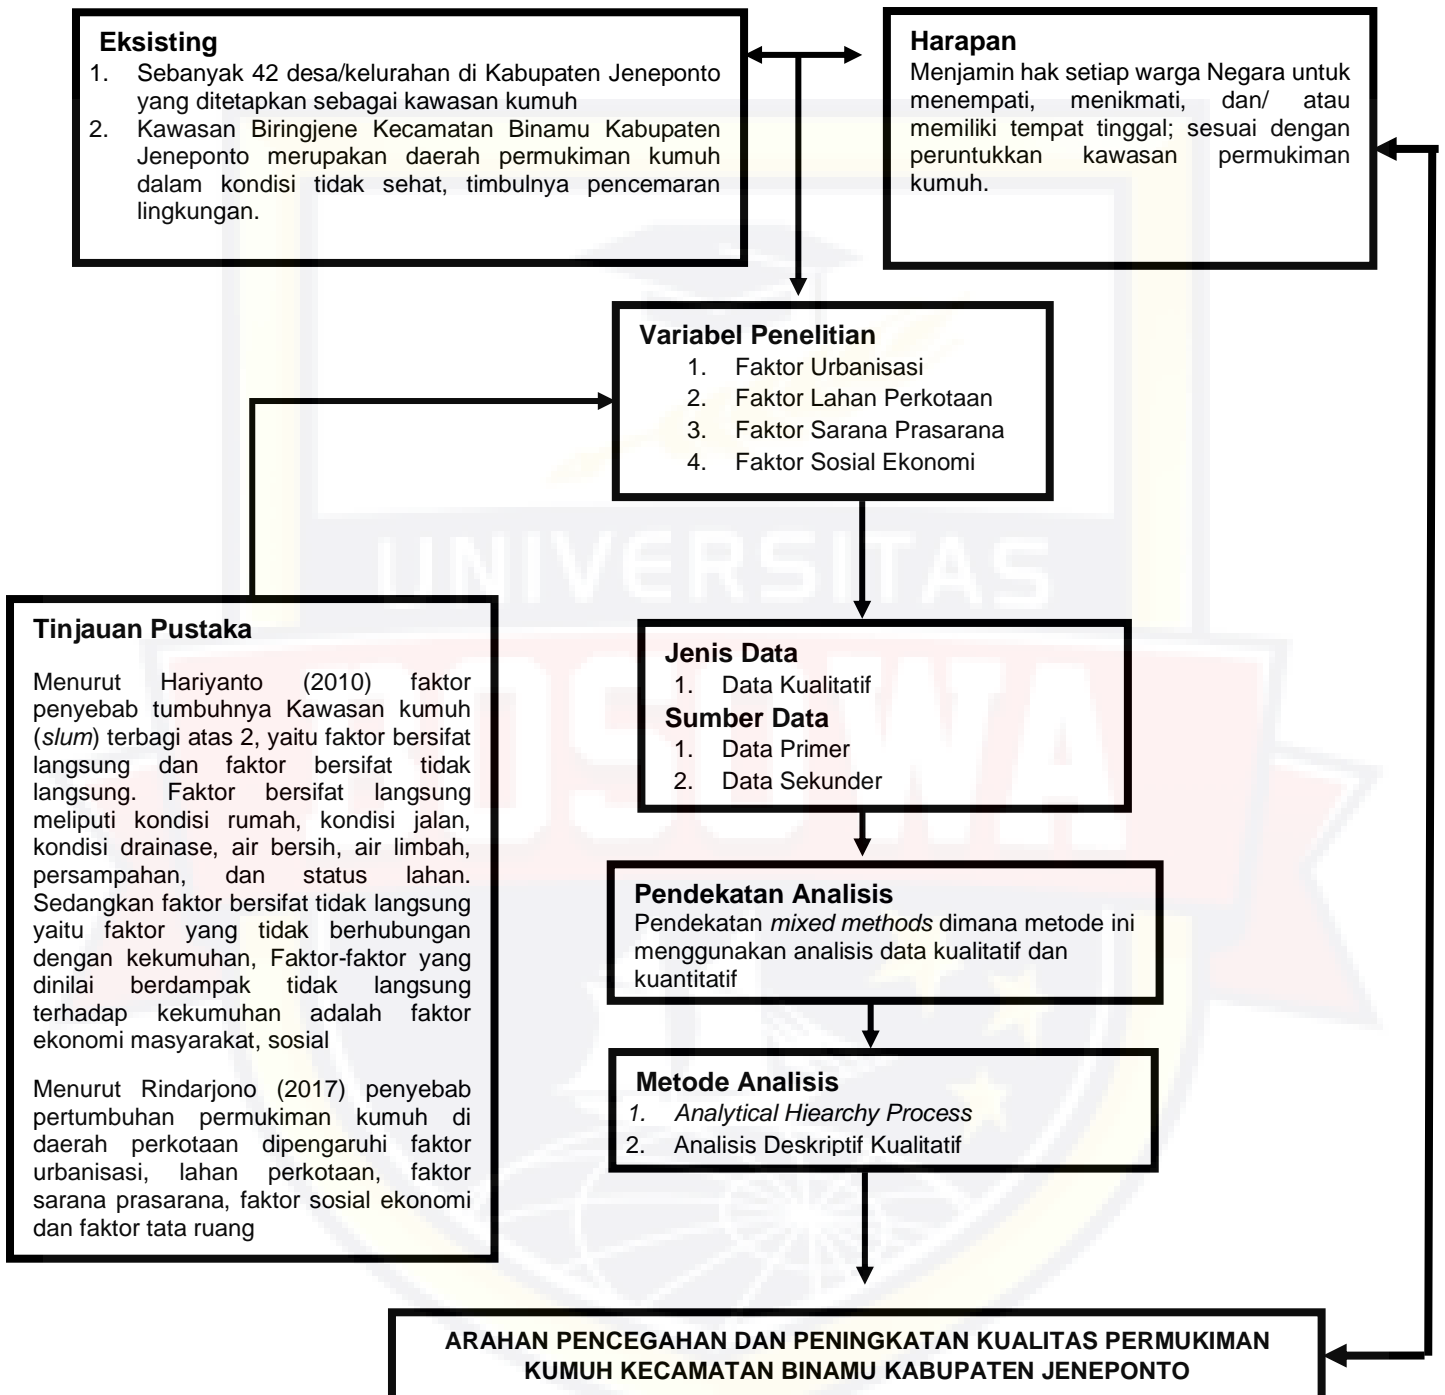 Eksisting
1. Sebanyak 42 desa/kelurahan di Kabupaten Jeneponto
yang ditetapkan sebagai kawasan kumuh
2. Kawasan Biringjene Kecamatan Binamu Kabupaten
Jeneponto merupakan daerah permukiman kumuh
dalam kondisi tidak sehat, timbulnya pencemaran
lingkungan.
Harapan
Menjamin hak setiap warga Negara untuk
menempati, menikmati, dan/ atau
memiliki tempat tinggal; sesuai dengan
peruntukkan kawasan permukiman
kumuh.
Variabel Penelitian
1. Faktor Urbanisasi
2. Faktor Lahan Perkotaan
3. Faktor Sarana Prasarana
4. Faktor Sosial Ekonomi
UNIVERSITAS
BOSOWA
Tinjauan Pustaka
Menurut Hariyanto (2010) faktor
penyebab tumbuhnya Kawasan kumuh
(slum) terbagi atas 2, yaitu faktor bersifat
langsung dan faktor bersifat tidak
langsung. Faktor bersifat langsung
meliputi kondisi rumah, kondisi jalan,
kondisi drainase, air bersih, air limbah,
persampahan, dan status lahan.
Sedangkan faktor bersifat tidak langsung
yaitu faktor yang tidak berhubungan
dengan kekumuhan, Faktor-faktor yang
dinilai berdampak tidak langsung
terhadap kekumuhan adalah faktor
ekonomi masyarakat, sosial
Menurut Rindarjono (2017) penyebab
pertumbuhan permukiman kumuh di
daerah perkotaan dipengaruhi faktor
urbanisasi, lahan perkotaan, faktor
sarana prasarana, faktor sosial ekonomi
dan faktor tata ruang
Jenis Data
1. Data Kualitatif
Sumber Data
1. Data Primer
2. Data Sekunder
Pendekatan Analisis
Pendekatan mixed methods dimana metode ini
menggunakan analisis data kualitatif dan
kuantitatif
Metode Analisis
1. Analytical Hiearchy Process
2. Analisis Deskriptif Kualitatif
ARAHAN PENCEGAHAN DAN PENINGKATAN KUALITAS PERMUKIMAN
KUMUH KECAMATAN BINAMU KABUPATEN JENEPONTO